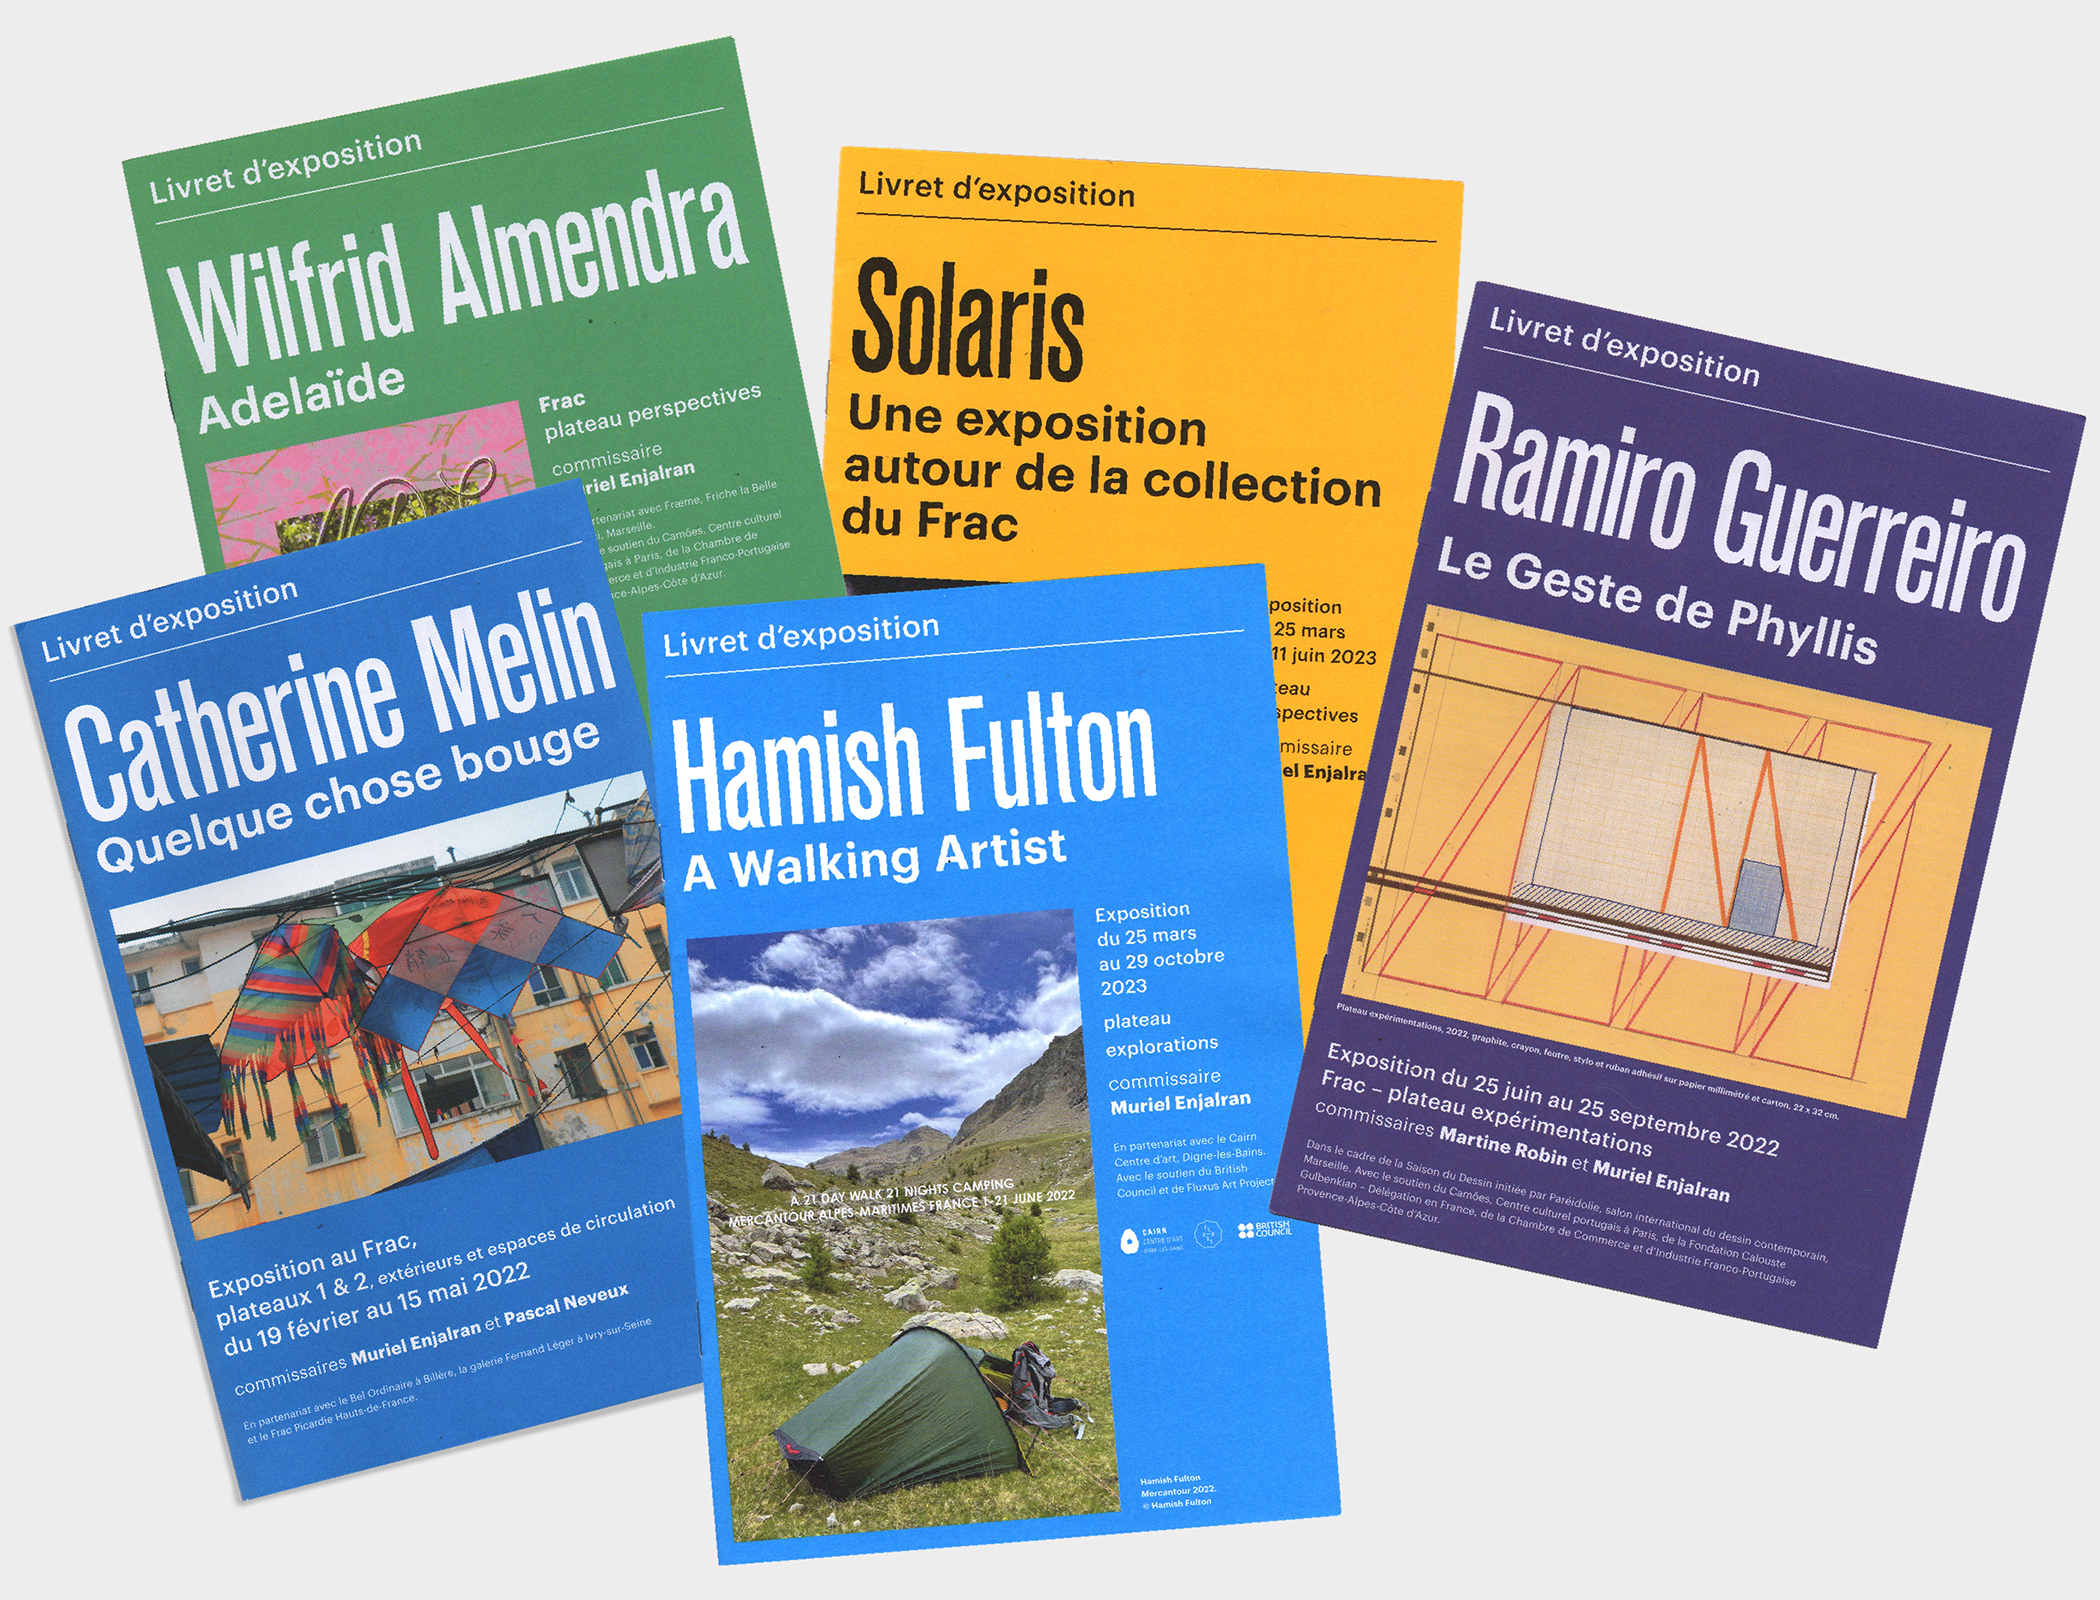 Livret d'exposition
Wilfrid Almendra
Adelaïde
Frac
plateau perspectives
commissaire
Enjalran
avec Fræme, Friche la Belle
Marseille.
soutien du Camões, Centre culturel
à Paris, de la Chambre de
et d'Industrie Franco-Portugaise
Alpes-Côte d'Azur.
Livret d'exposition
Solaris
Une exposition
autour de la collection
du Frac
25 mars
11 juin 2023
Livret d'exposition
Ramiro Guerreiro
Le Geste de Phyllis
Plateau expérimentations, 2022, graphite, crayon, feutre, stylo et ruban adhésif sur papier millimétré et carton, 22 x 32 cm.
Exposition du 25 juin au 25 septembre 2022
Frac – plateau expérimentations
commissaires Martine Robin et Muriel Enjalran
Dans le cadre de la Saison du Dessin initiée par Paréidolie, salon international du dessin contemporain,
Marseille. Avec le soutien du Camões, Centre culturel portugais à Paris, de la Fondation Calouste
Gulbenkian – Délégation en France, de la Chambre de Commerce et d'Industrie Franco-Portugaise
Provence-Alpes-Côte d'Azur.
Livret d'exposition
Catherine Melin
Quelque chose bouge
Exposition au Frac,
plateaux 1 & 2, extérieurs et espaces de circulation
du 19 février au 15 mai 2022
commissaires Muriel Enjalran et Pascal Neveux
En partenariat avec le Bel Ordinaire à Billère, la galerie Fernand Léger à Ivry-sur-Seine
et le Frac Picardie Hauts-de-France.
Livret d'exposition
Hamish Fulton
A Walking Artist
Exposition
du 25 mars
au 29 octobre
2023
plateau
explorations
commissaire
Muriel Enjalran
En partenariat avec le Cairn
Centre d'art, Digne-les-Bains.
Avec le soutien du British
Council et de Fluxus Art Project
CAIRN
CENTRE D'ART
DIGNE-LES-BAINS
BRITISH
COUNCIL
A 21 DAY WALK 21 NIGHTS CAMPING
MERCANTOUR ALPES-MARITIMES FRANCE 1-21 JUNE 2022
Hamish Fulton
Mercantour 2022.
© Hamish Fulton